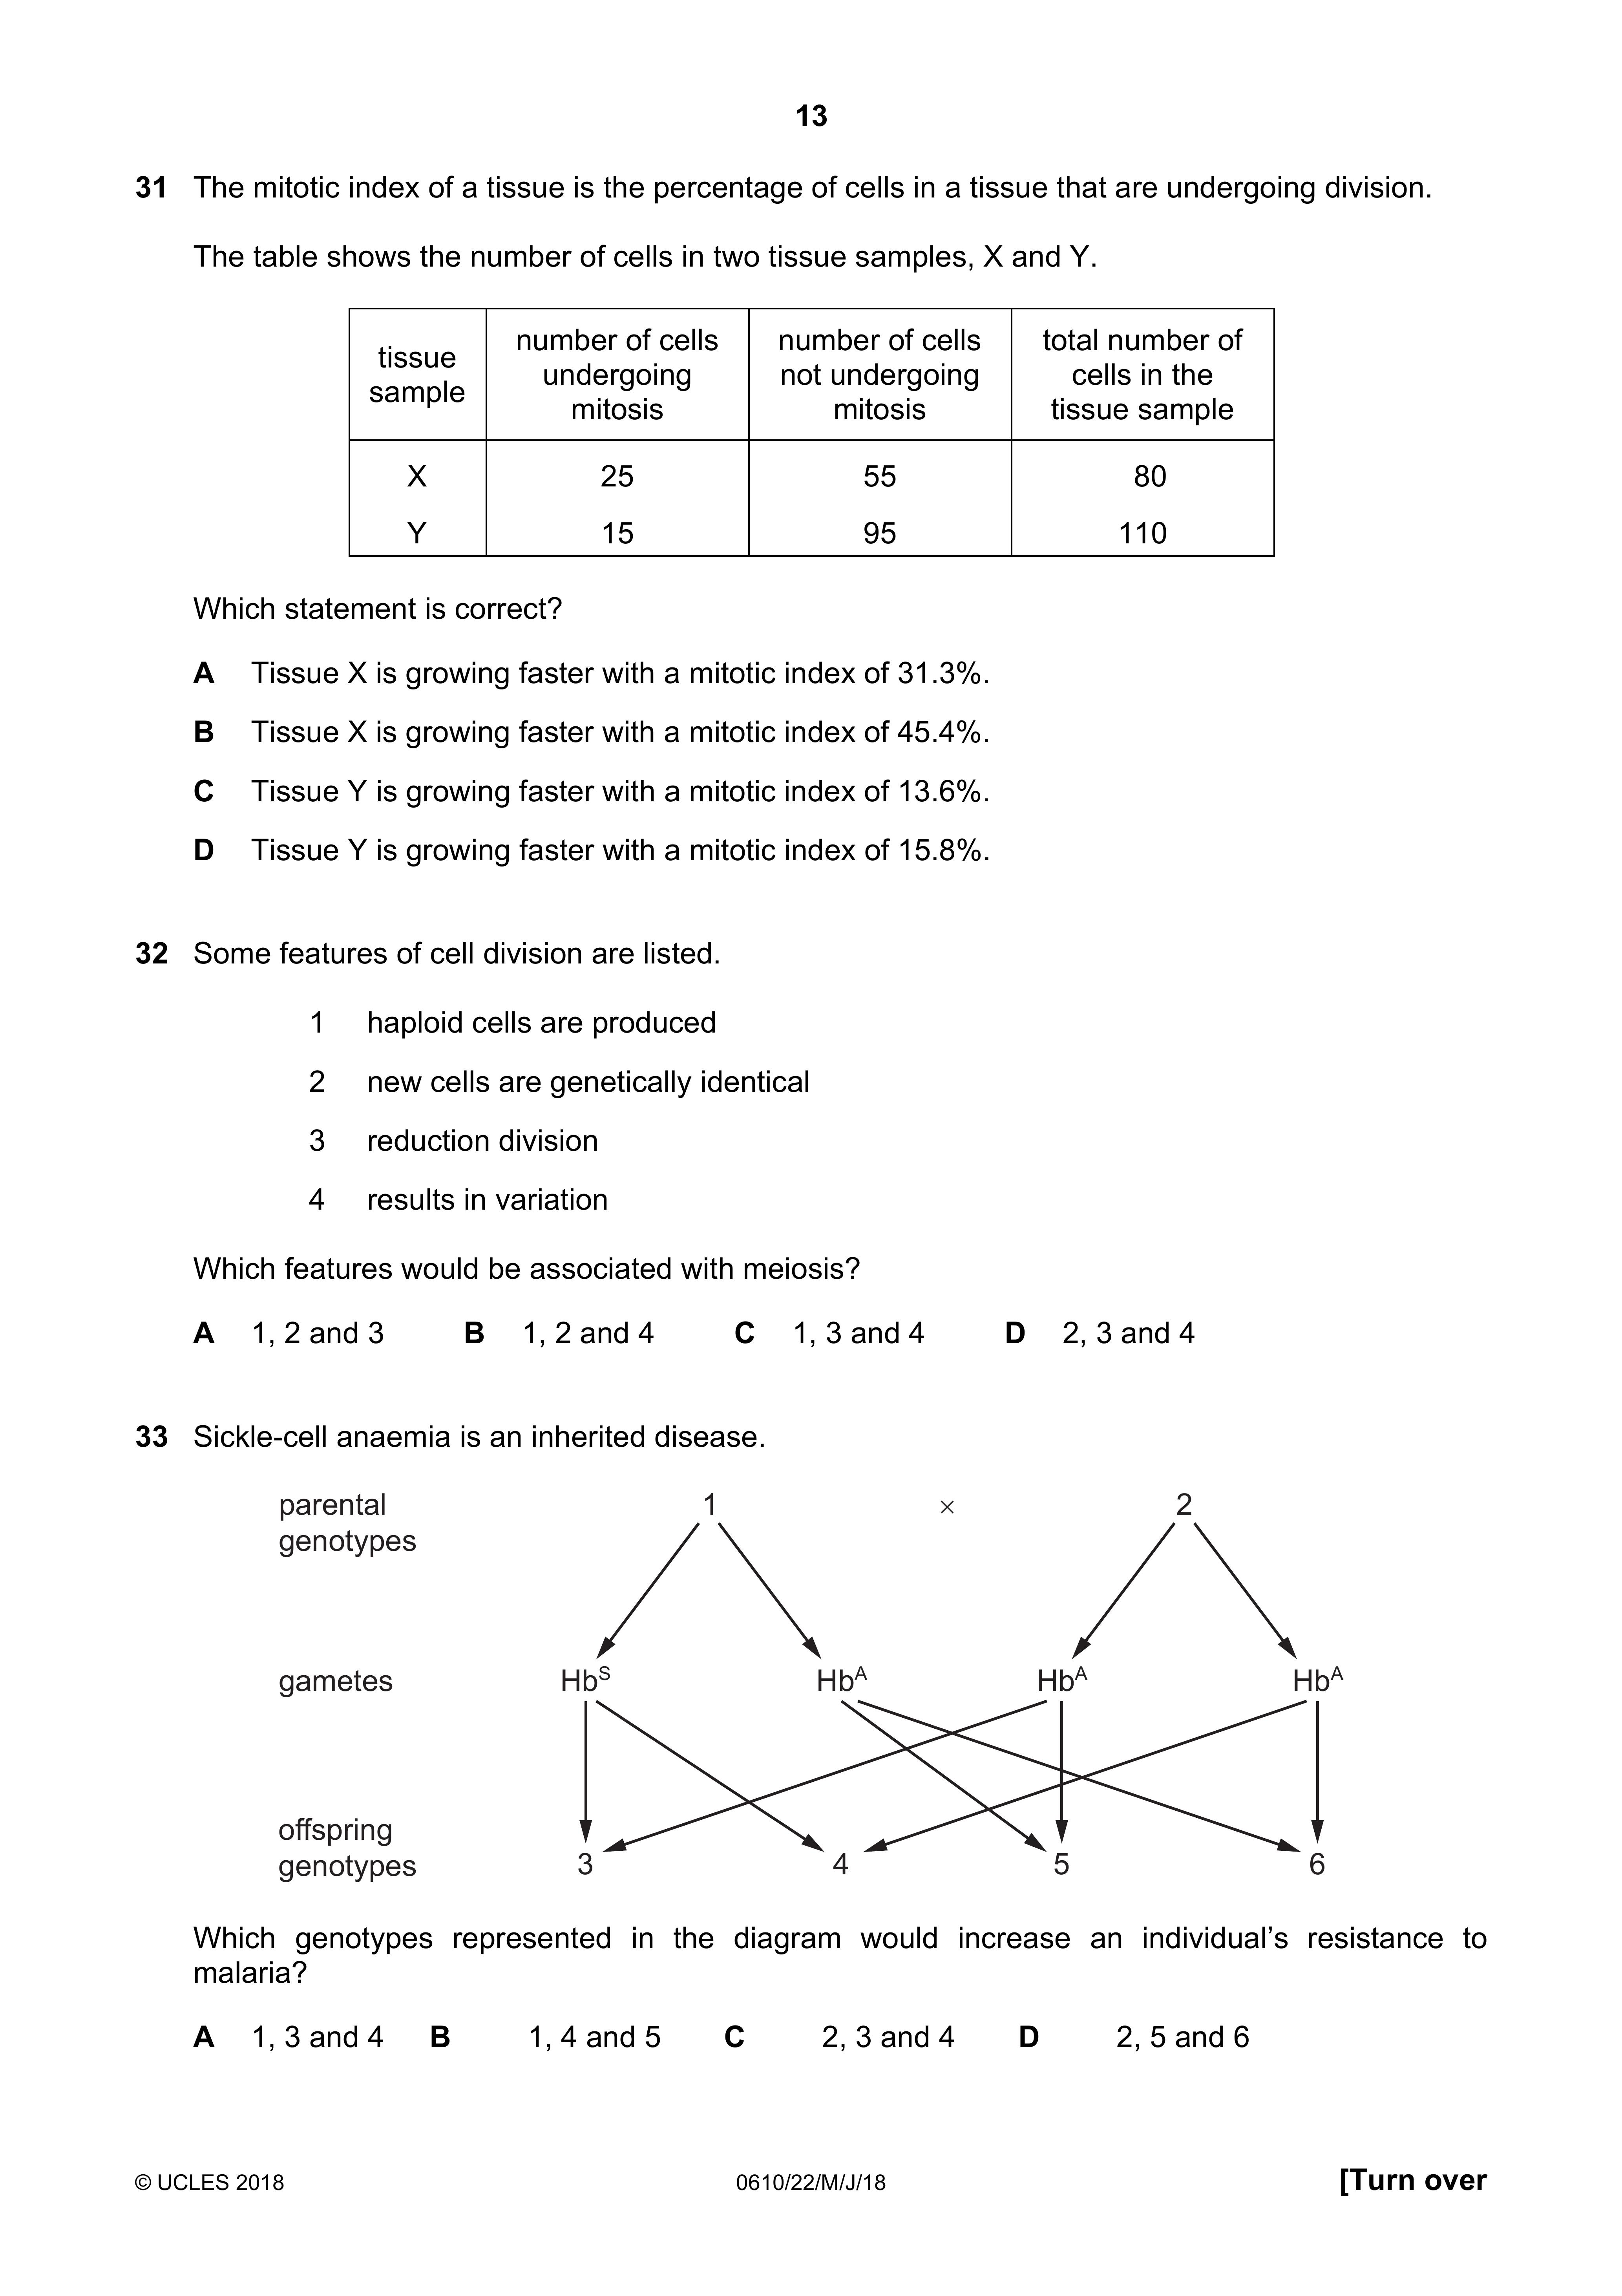 13
31 The mitotic index of a tissue is the percentage of cells in a tissue that are undergoing division.
The table shows the number of cells in two tissue samples, X and Y.
tissue sample | number of cells undergoing mitosis | number of cells not undergoing mitosis | total number of cells in the tissue sample
X 25 55 80
Y 15 95 110
Which statement is correct?
A Tissue X is growing faster with a mitotic index of 31.3%.
B Tissue X is growing faster with a mitotic index of 45.4%.
C Tissue Y is growing faster with a mitotic index of 13.6%.
D Tissue Y is growing faster with a mitotic index of 15.8%.
32 Some features of cell division are listed.
1 haploid cells are produced
2 new cells are genetically identical
3 reduction division
4 results in variation
Which features would be associated with meiosis?
A 1, 2 and 3 B 1, 2 and 4 C 1, 3 and 4 D 2, 3 and 4
33 Sickle-cell anaemia is an inherited disease.
parental genotypes 1 × 2
gametes Hb^S Hb^A Hb^A Hb^A
offspring genotypes 3 4 5 6
Which genotypes represented in the diagram would increase an individual’s resistance to
malaria?
A 1, 3 and 4 B 1, 4 and 5 C 2, 3 and 4 D 2, 5 and 6
© UCLES 2018 0610/22/M/J/18 [Turn over